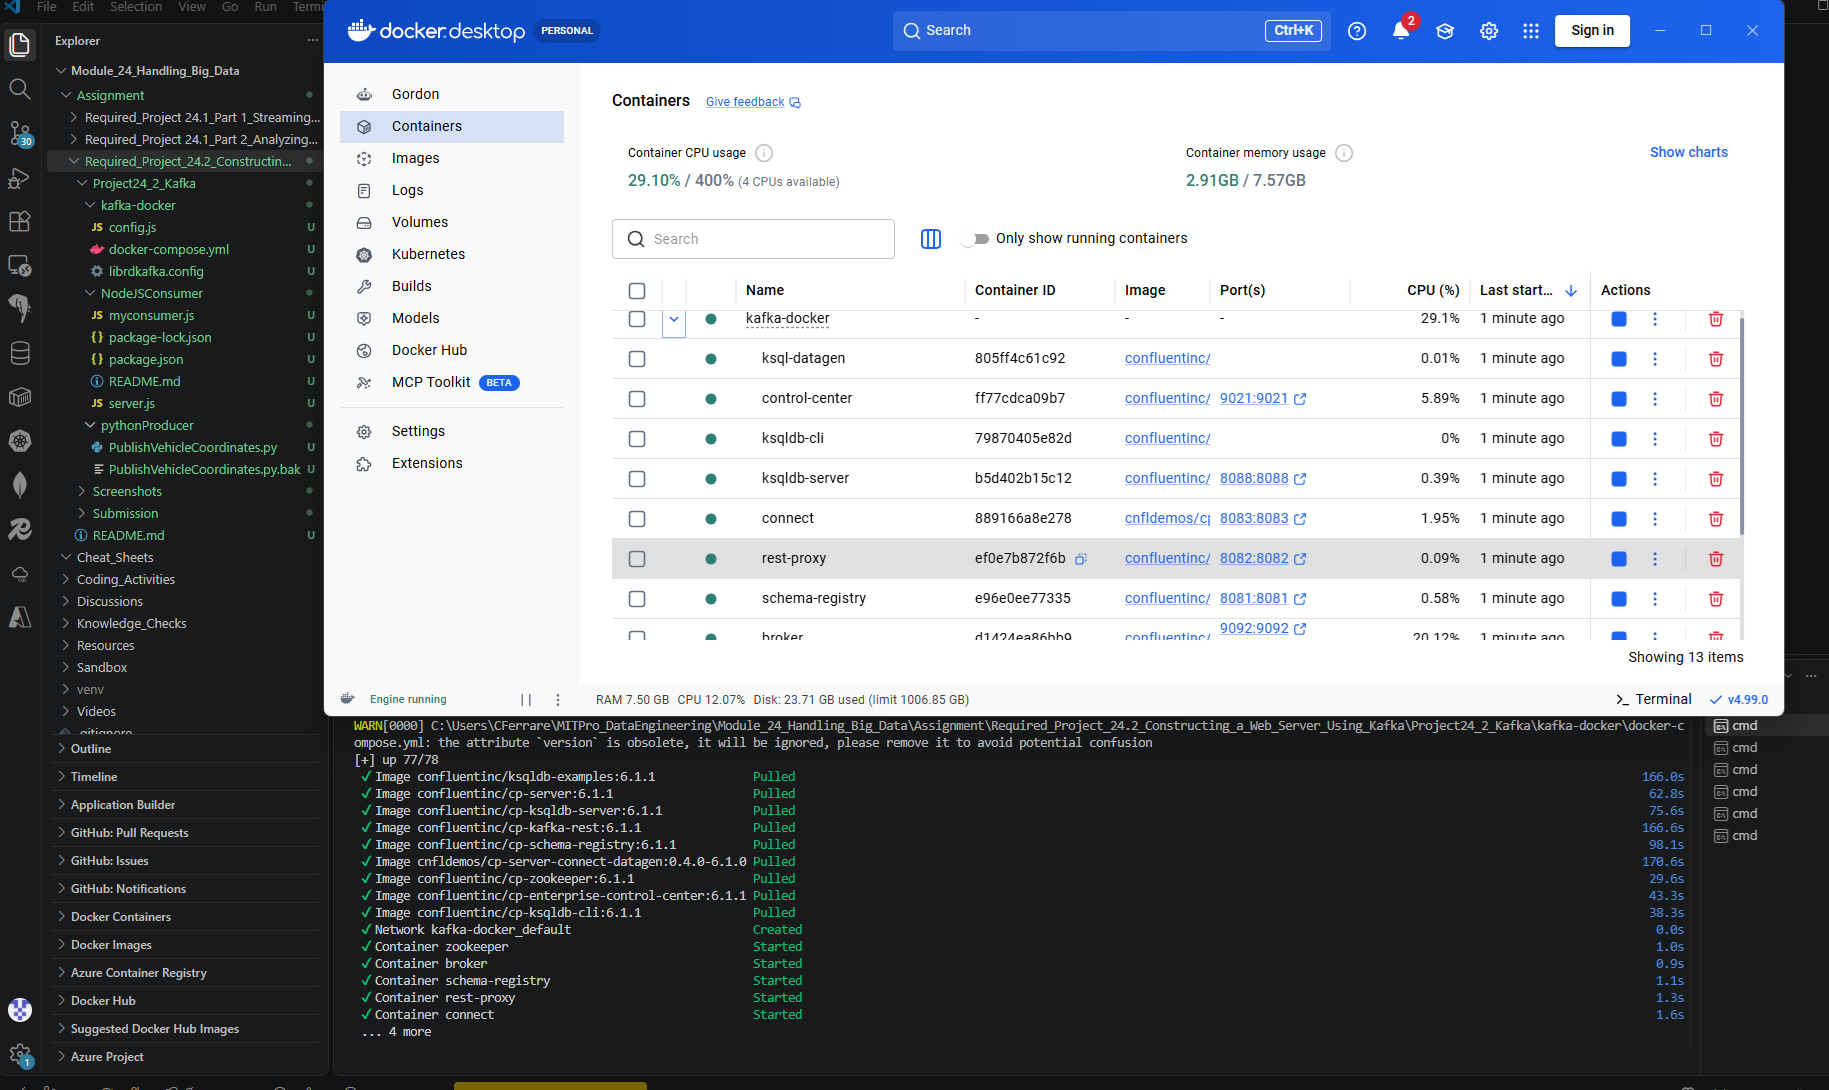 File Edit Selection View Go Run Termi
docker.desktop PERSONAL
Search Ctrl+K
2
Sign in
Explorer
Module_24_Handling_Big_Data
Assignment
Required_Project 24.1_Part 1_Streaming...
Required_Project 24.1_Part 2_Analyzing...
Required_Project_24.2_Constructin...
Project24_2_Kafka
kafka-docker
JS config.js U
docker-compose.yml U
librdkafka.config U
NodeJSConsumer
JS myconsumer.js U
{} package-lock.json U
{} package.json U
README.md U
JS server.js U
pythonProducer
PublishVehicleCoordinates.py U
PublishVehicleCoordinates.py.bak U
Screenshots
Submission
README.md U
Cheat_Sheets
Coding_Activities
Discussions
Knowledge_Checks
Resources
Sandbox
venv
Videos
.gitignore
Outline
Timeline
Application Builder
GitHub: Pull Requests
GitHub: Issues
GitHub: Notifications
Docker Containers
Docker Images
Azure Container Registry
Docker Hub
Suggested Docker Hub Images
Azure Project
30
1
Gordon
Containers
Images
Logs
Volumes
Kubernetes
Builds
Models
Docker Hub
MCP Toolkit BETA
Settings
Extensions
Containers Give feedback
Container CPU usage
29.10% / 400% (4 CPUs available)
Container memory usage
2.91GB / 7.57GB
Show charts
Search
Only show running containers
Name Container ID Image Port(s) CPU (%) Last start... Actions
kafka-docker - - - 29.1% 1 minute ago
ksql-datagen 805ff4c61c92 confluentinc/ 0.01% 1 minute ago
control-center ff77cdca09b7 confluentinc/ 9021:9021 5.89% 1 minute ago
ksqldb-cli 79870405e82d confluentinc/ 0% 1 minute ago
ksqldb-server b5d402b15c12 confluentinc/ 8088:8088 0.39% 1 minute ago
connect 889166a8e278 cnfldemos/cp 8083:8083 1.95% 1 minute ago
rest-proxy ef0e7b872f6b confluentinc/ 8082:8082 0.09% 1 minute ago
schema-registry e96e0ee77335 confluentinc/ 8081:8081 0.58% 1 minute ago
broker d1424ea86bb9 confluentinc/ 9092:9092 20.12% 1 minute ago
Showing 13 items
Engine running
RAM 7.50 GB CPU 12.07% Disk: 23.71 GB used (limit 1006.85 GB)
Terminal v4.99.0
WARN[0000] C:\Users\CFerrare\MITPro_DataEngineering\Module_24_Handling_Big_Data\Assignment\Required_Project_24.2_Constructing_a_Web_Server_Using_Kafka\Project24_2_Kafka\kafka-docker\docker-c
ompose.yml: the attribute `version` is obsolete, it will be ignored, please remove it to avoid potential confusion
[+] up 77/78
✓Image confluentinc/ksqldb-examples:6.1.1 Pulled 166.0s
✓Image confluentinc/cp-server:6.1.1 Pulled 62.8s
✓Image confluentinc/cp-ksqldb-server:6.1.1 Pulled 75.6s
✓Image confluentinc/cp-kafka-rest:6.1.1 Pulled 166.6s
✓Image confluentinc/cp-schema-registry:6.1.1 Pulled 98.1s
✓Image cnfldemos/cp-server-connect-datagen:0.4.0-6.1.0 Pulled 170.6s
✓Image confluentinc/cp-zookeeper:6.1.1 Pulled 29.6s
✓Image confluentinc/cp-enterprise-control-center:6.1.1 Pulled 43.3s
✓Image confluentinc/cp-ksqldb-cli:6.1.1 Pulled 38.3s
✓Network kafka-docker_default Created 0.0s
✓Container zookeeper Started 1.0s
✓Container broker Started 0.9s
✓Container schema-registry Started 1.1s
✓Container rest-proxy Started 1.3s
✓Container connect Started 1.6s
... 4 more
cmd
cmd
cmd
cmd
cmd
cmd